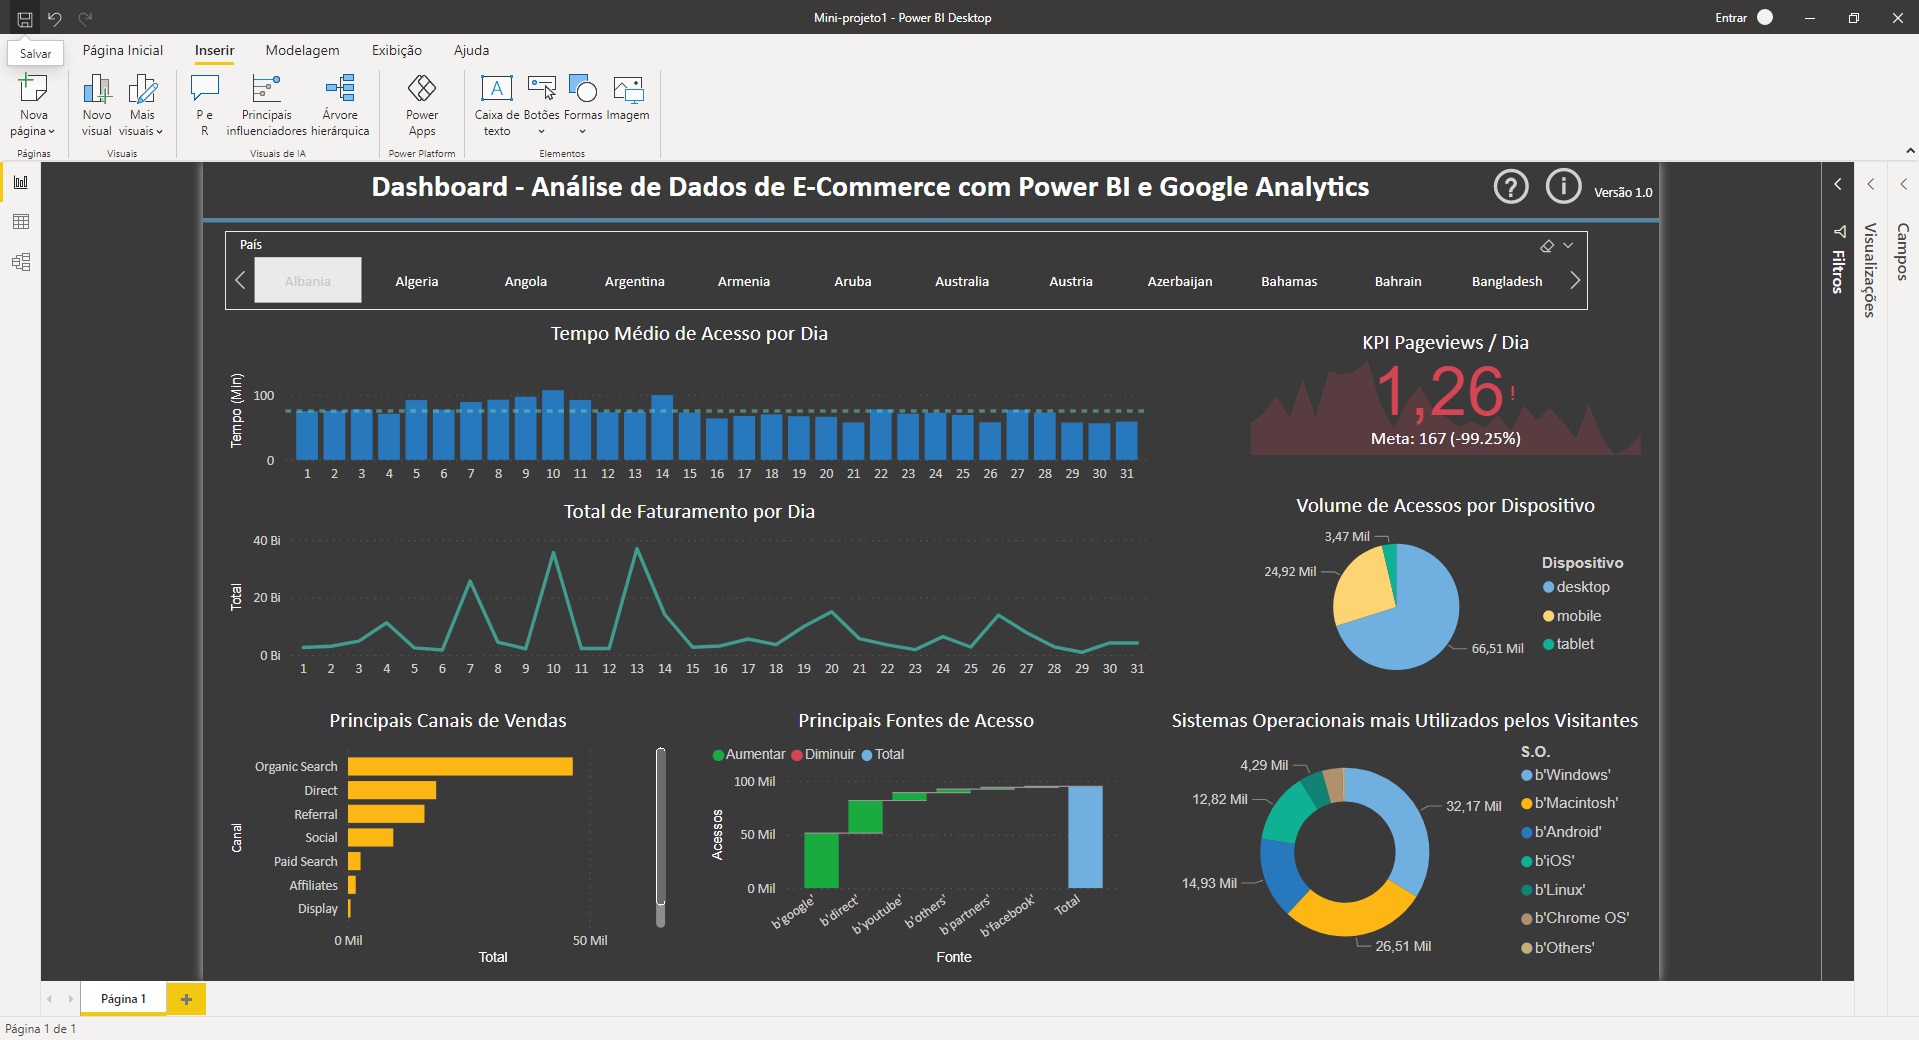 Mini-projeto1 - Power BI Desktop
Entrar
Salvar
Página Inicial
Inserir
Modelagem
Exibição
Ajuda
Nova página
Novo visual
Mais visuais
P e R
Principais influenciadores
Árvore hierárquica
Power Apps
Caixa de texto
Botões
Formas
Imagem
Páginas
Visuais
Visuais de IA
Power Platform
Elementos
Dashboard - Análise de Dados de E-Commerce com Power BI e Google Analytics
Versão 1.0
País
Albania Algeria Angola Argentina Armenia Aruba Australia Austria Azerbaijan Bahamas Bahrain Bangladesh
Tempo Médio de Acesso por Dia
Tempo (Min)
100
0
1 2 3 4 5 6 7 8 9 10 11 12 13 14 15 16 17 18 19 20 21 22 23 24 25 26 27 28 29 30 31
KPI Pageviews / Dia
1,26!
Meta: 167 (-99.25%)
Total de Faturamento por Dia
Total
40 Bi
20 Bi
0 Bi
1 2 3 4 5 6 7 8 9 10 11 12 13 14 15 16 17 18 19 20 21 22 23 24 25 26 27 28 29 30 31
Volume de Acessos por Dispositivo
3,47 Mil
24,92 Mil
66,51 Mil
Dispositivo
desktop
mobile
tablet
Principais Canais de Vendas
Canal
Organic Search
Direct
Referral
Social
Paid Search
Affiliates
Display
0 Mil 50 Mil
Total
Principais Fontes de Acesso
Aumentar Diminuir Total
Acessos
100 Mil
50 Mil
0 Mil
b'google' b'direct' b'youtube' b'others' b'partners' b'facebook' Total
Fonte
Sistemas Operacionais mais Utilizados pelos Visitantes
4,29 Mil
12,82 Mil
14,93 Mil
32,17 Mil
26,51 Mil
S.O.
b'Windows'
b'Macintosh'
b'Android'
b'iOS'
b'Linux'
b'Chrome OS'
b'Others'
Filtros
Visualizações
Campos
Página 1
Página 1 de 1